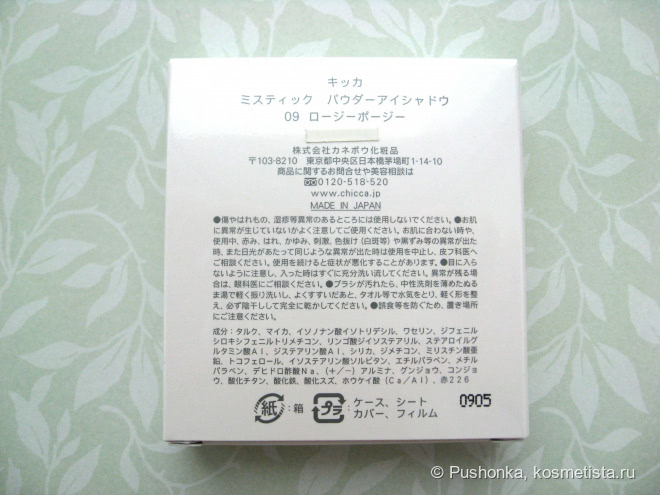 キッカ
ミスティック　パウダーアイシャドウ
09　ロージーポージー
株式会社カネボウ化粧品
〒103-8210　東京都中央区日本橋茅場町1-14-10
商品に関するお問合せや美容相談は
0120-518-520
www.chicca.jp
MADE IN JAPAN
●傷やはれもの、湿疹等異常のあるところには使用しないでください。●お肌
に異常が生じていないかよく注意してご使用ください。お肌に合わない時や、
使用中、赤み、はれ、かゆみ、刺激、色抜け(白斑等)や黒ずみ等の異常が出た
時、また日光があたって同じような異常が出た時は使用を中止し、皮フ科医へ
ご相談ください。使用を続けると症状が悪化することがあります。●目に入ら
ないように注意し、入った時はすぐに充分洗い流してください。異常が残る場
合は、眼科医にご相談ください。●ブラシが汚れたら、中性洗剤を薄めたぬる
ま湯で軽く振り洗いし、よくすすいだあと、タオル等で水気をとり、軽く形を整
え、必ず陰干しして完全に乾かしてください。●誤食等を防ぐため、置き場所
にご注意ください。
成分：タルク、マイカ、イソノナン酸イソトリデシル、ワセリン、ジフェニル
シロキシフェニルトリメチコン、リンゴ酸ジイソステアリル、ステアロイルグ
ルタミン酸Al、ジステアリン酸Al、シリカ、ジメチコン、ミリスチン酸亜
鉛、トコフェロール、イソステアリン酸ソルビタン、エチルパラベン、メチル
パラベン、デヒドロ酢酸Na、(＋/－)アルミナ、グンジョウ、コンジョ
ウ、酸化チタン、酸化鉄、酸化スズ、ホウケイ酸(Ca/Al)、赤226
紙：箱　プラ　ケース、シート
カバー、フィルム
0905
© Pushonka, kosmetista.ru